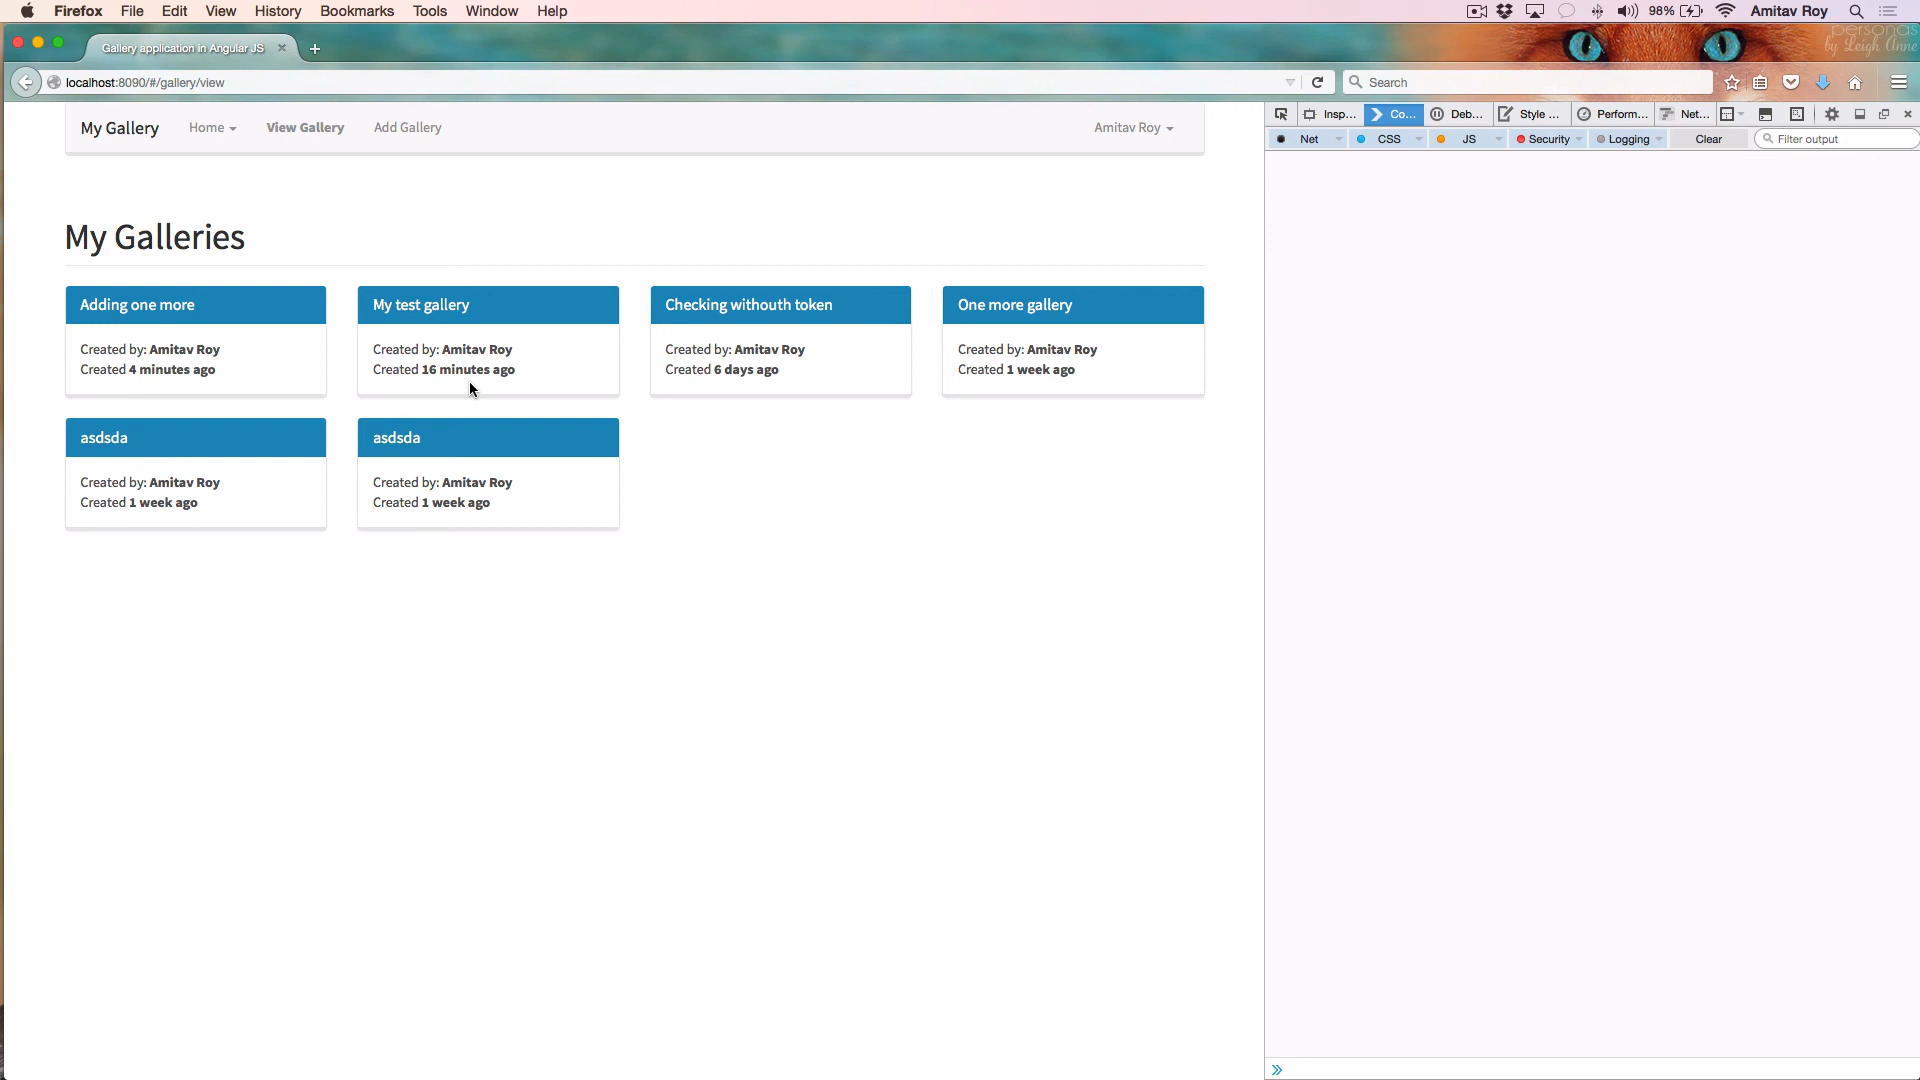 Firefox File Edit View History Bookmarks Tools Window Help 98% Amitav Roy
personas
by Leigh Anne
Gallery application in Angular JS
localhost:8090/#/gallery/view Search
My Gallery Home View Gallery Add Gallery Amitav Roy
Insp... Co... Deb... Style ... Perform... Net...
Net CSS JS Security Logging Clear Filter output
My Galleries
Adding one more
Created by: Amitav Roy
Created 4 minutes ago
My test gallery
Created by: Amitav Roy
Created 16 minutes ago
Checking withouth token
Created by: Amitav Roy
Created 6 days ago
One more gallery
Created by: Amitav Roy
Created 1 week ago
asdsda
Created by: Amitav Roy
Created 1 week ago
asdsda
Created by: Amitav Roy
Created 1 week ago